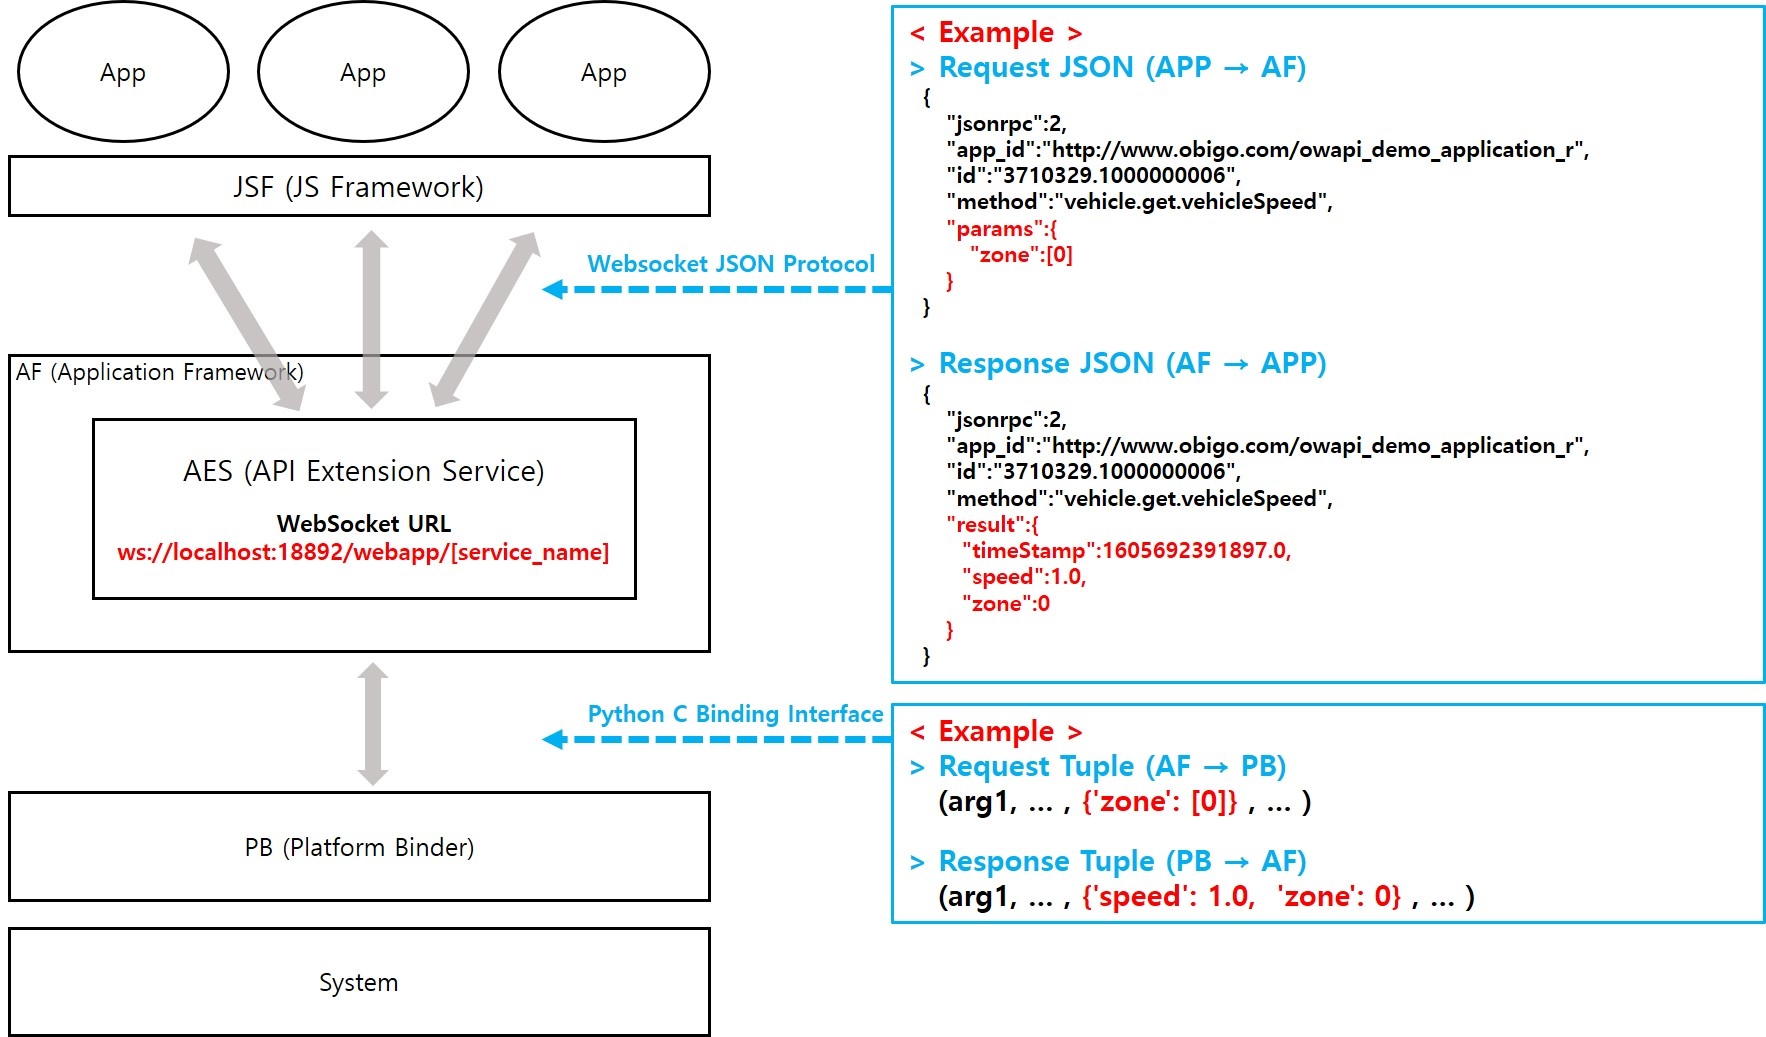 App
App
App
JSF (JS Framework)
Websocket JSON Protocol
AF (Application Framework)
AES (API Extension Service)
WebSocket URL
ws://localhost:18892/webapp/[service_name]
Python C Binding Interface
PB (Platform Binder)
System
< Example >
> Request JSON (APP → AF)
{
"jsonrpc":2,
"app_id":"http://www.obigo.com/owapi_demo_application_r",
"id":"3710329.1000000006",
"method":"vehicle.get.vehicleSpeed",
"params":{
"zone":[0]
}
}
> Response JSON (AF → APP)
{
"jsonrpc":2,
"app_id":"http://www.obigo.com/owapi_demo_application_r",
"id":"3710329.1000000006",
"method":"vehicle.get.vehicleSpeed",
"result":{
"timeStamp":1605692391897.0,
"speed":1.0,
"zone":0
}
}
< Example >
> Request Tuple (AF → PB)
(arg1, ... , {'zone': [0]} , ... )
> Response Tuple (PB → AF)
(arg1, ... , {'speed': 1.0, 'zone': 0} , ... )